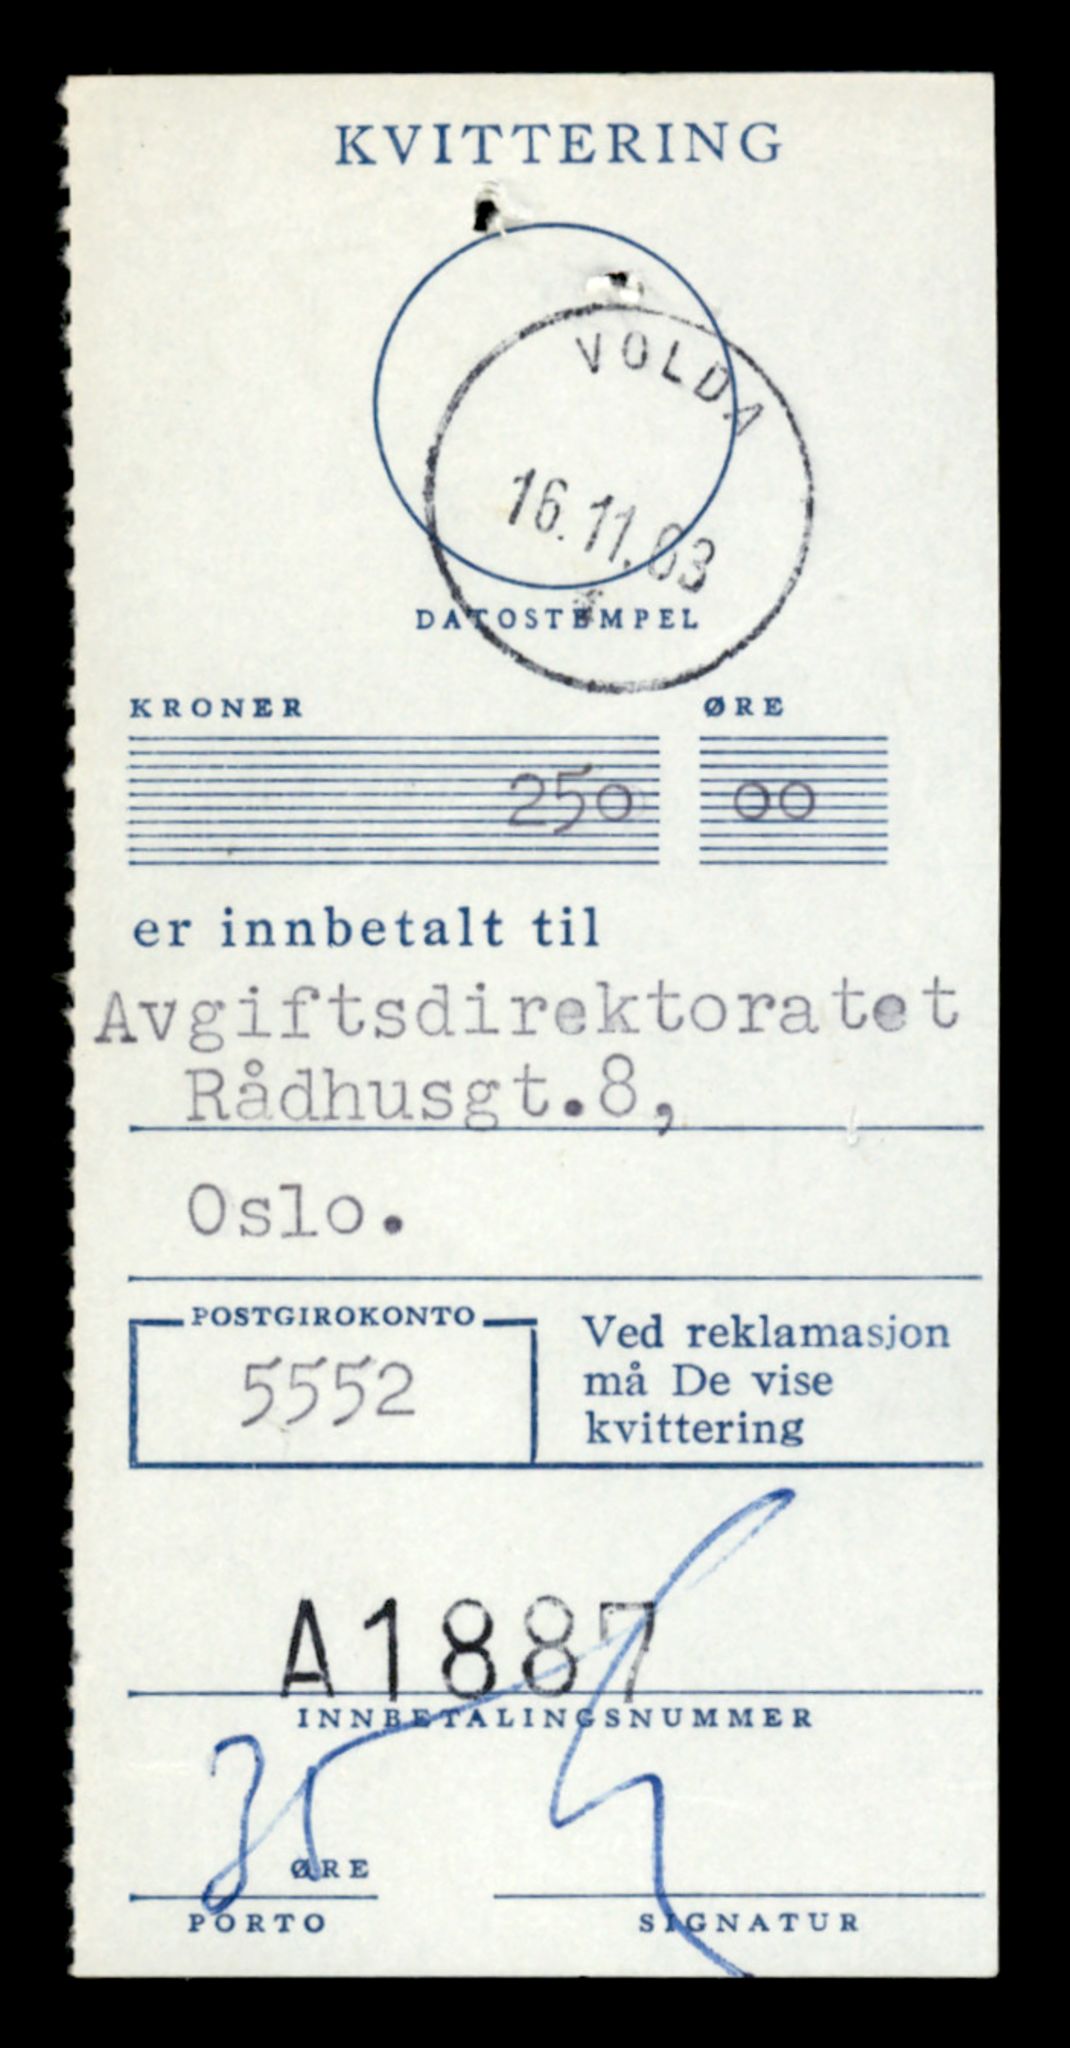 KVITTERING
VOLDA
16.11.63
DATOSTEMPEL
KRONER ØRE
250 00
er innbetalt til
Avgiftsdirektoratet
Rådhusgt.8,
Oslo.
POSTGIROKONTO
5552
Ved reklamasjon
må De vise
kvittering
A1887
INNBETALINGSNUMMER
35
ØRE
PORTO SIGNATUR